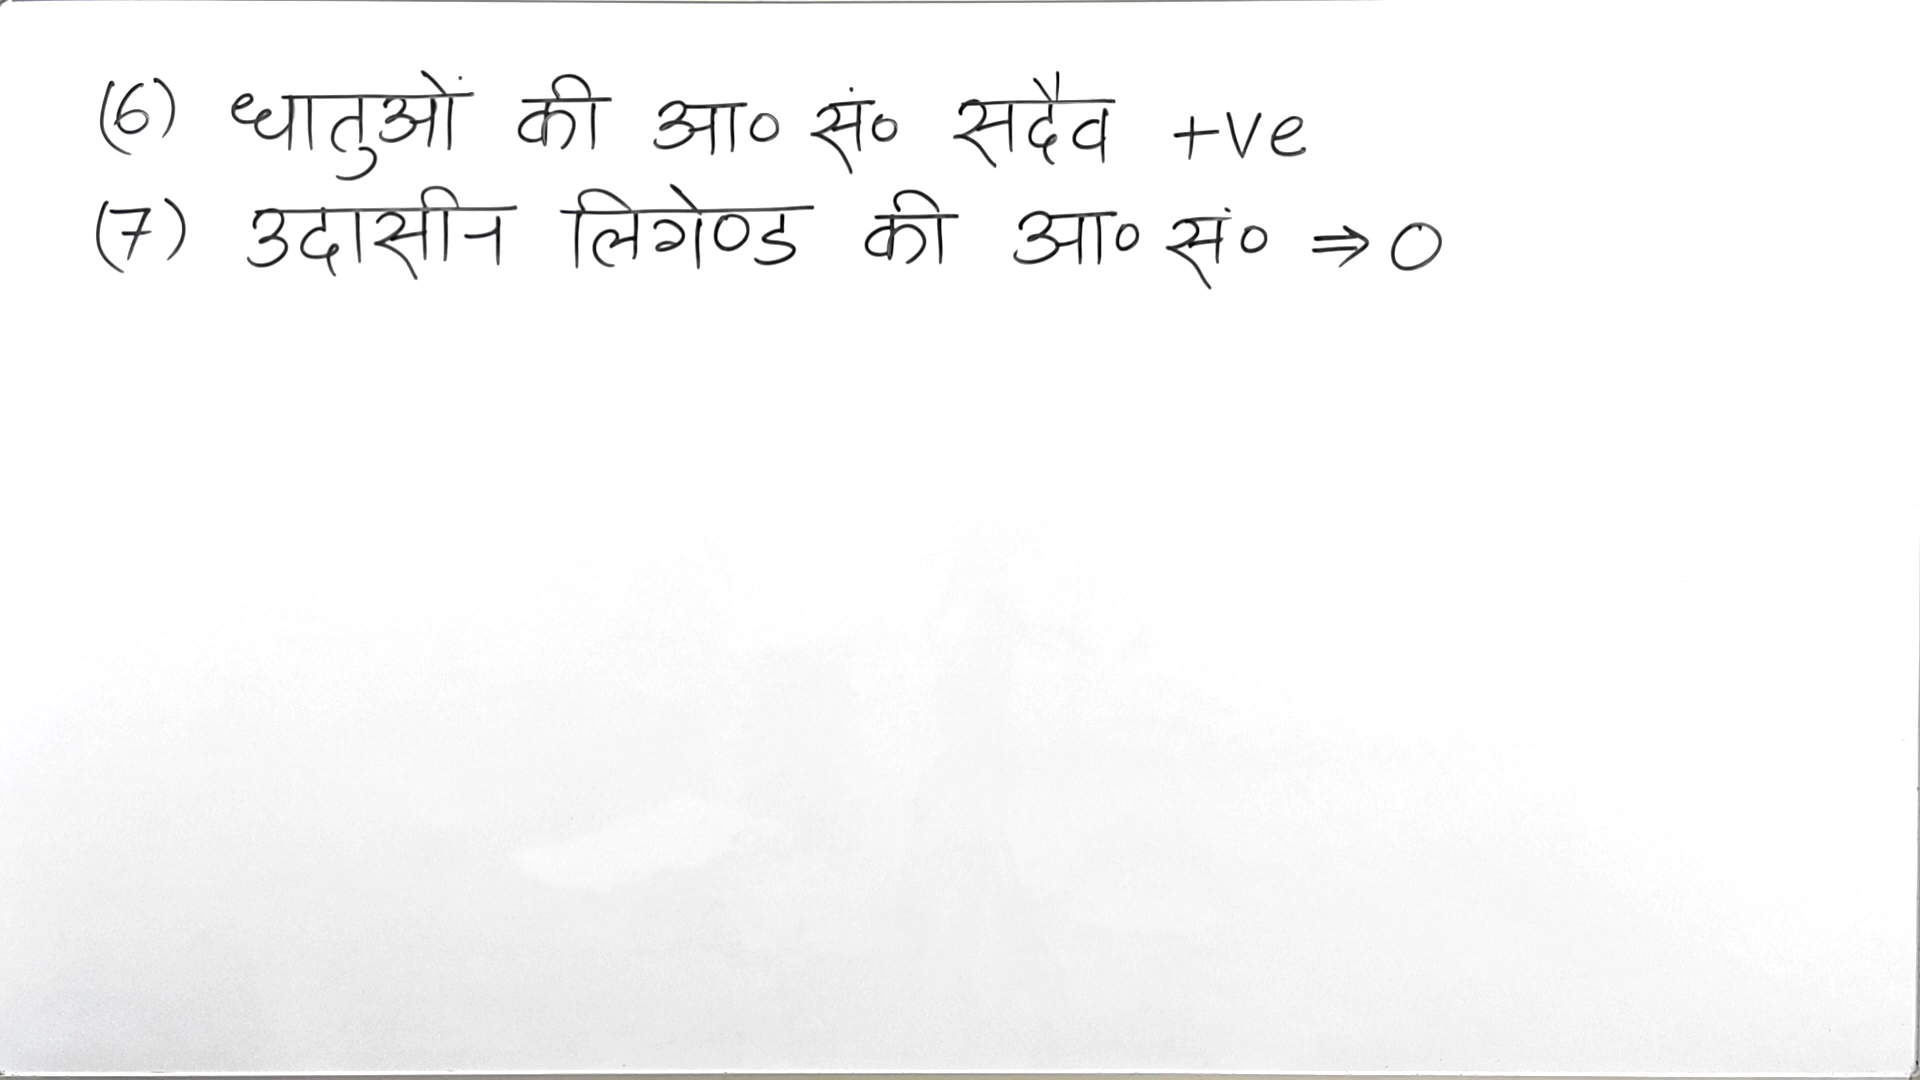 (6) धातुओं की आ० सं० सदैव +ve
(7) उदासीन लिगेण्ड की आ० सं० ⇒ 0